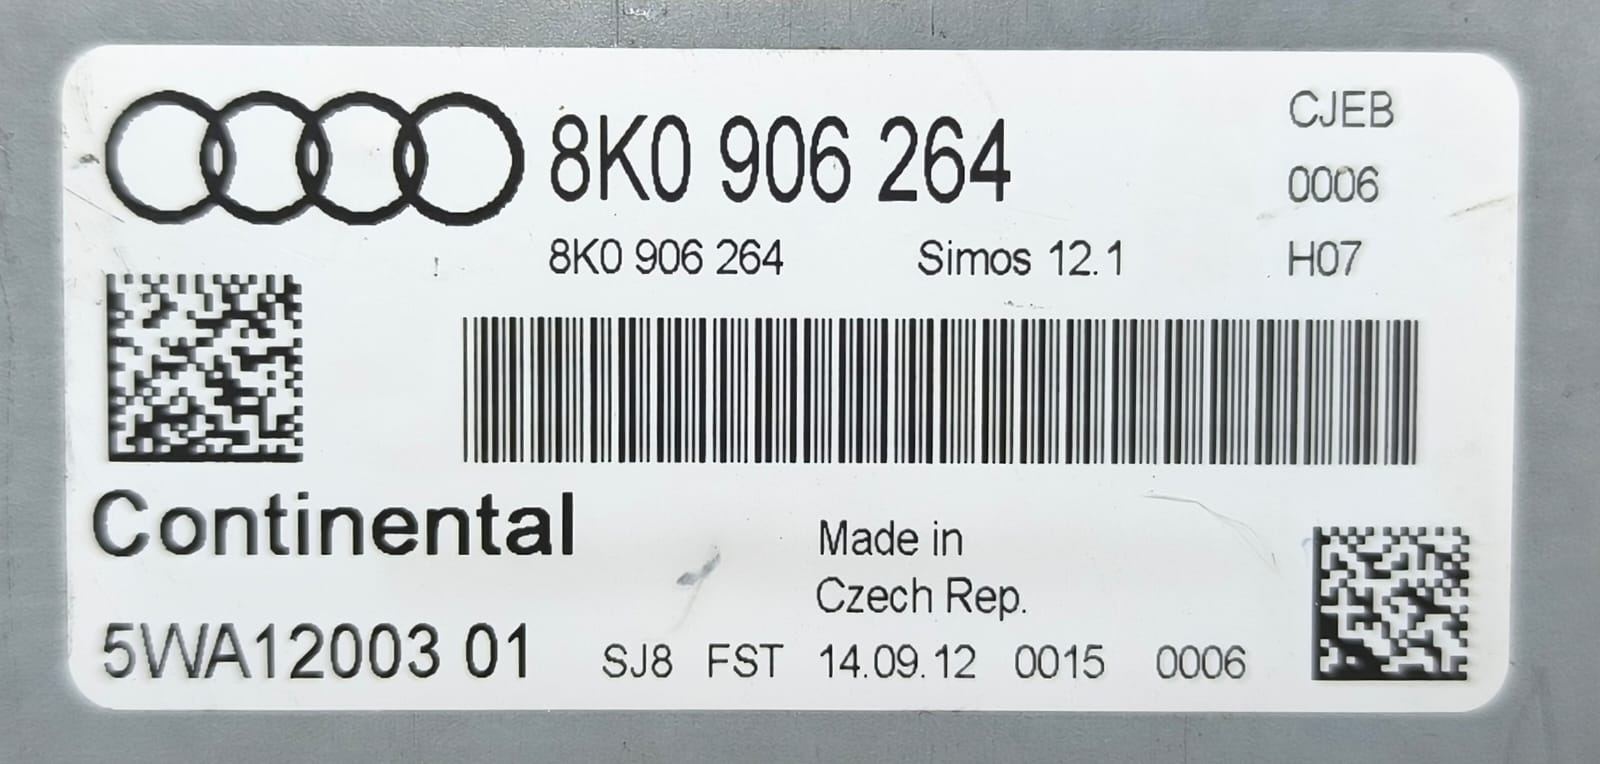 8K0 906 264
CJEB
0006
8K0 906 264 Simos 12.1 H07
Continental
Made in
Czech Rep.
5WA12003 01 SJ8 FST 14.09.12 0015 0006